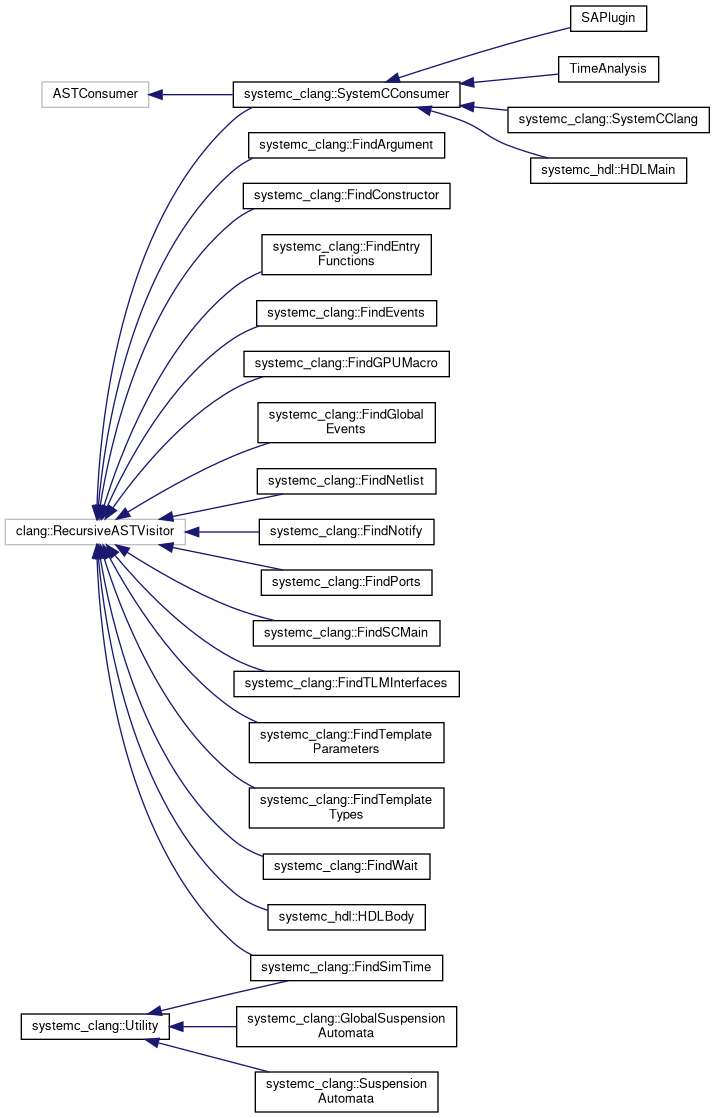 SAPlugin
TimeAnalysis
ASTConsumer
systemc_clang::SystemCConsumer
systemc_clang::SystemCClang
systemc_clang::FindArgument
systemc_hdl::HDLMain
systemc_clang::FindConstructor
systemc_clang::FindEntry
Functions
systemc_clang::FindEvents
systemc_clang::FindGPUMacro
systemc_clang::FindGlobal
Events
systemc_clang::FindNetlist
clang::RecursiveASTVisitor
systemc_clang::FindNotify
systemc_clang::FindPorts
systemc_clang::FindSCMain
systemc_clang::FindTLMInterfaces
systemc_clang::FindTemplate
Parameters
systemc_clang::FindTemplate
Types
systemc_clang::FindWait
systemc_hdl::HDLBody
systemc_clang::FindSimTime
systemc_clang::Utility
systemc_clang::GlobalSuspension
Automata
systemc_clang::Suspension
Automata